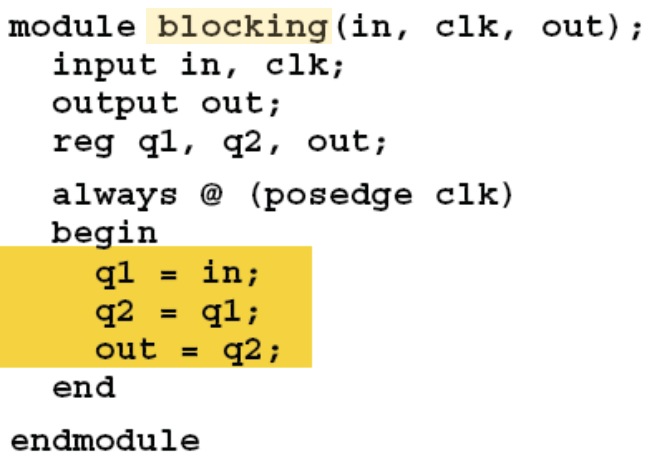 module blocking(in, clk, out);
input in, clk;
output out;
reg q1, q2, out;
always @ (posedge clk)
begin
q1 = in;
q2 = q1;
out = q2;
end
endmodule